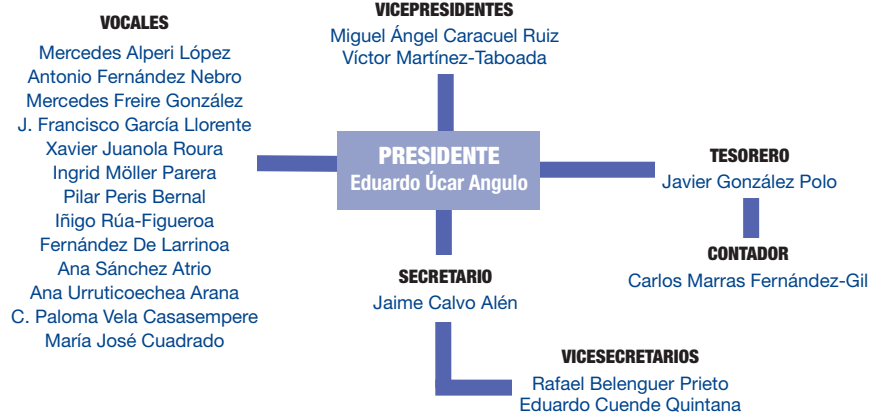 VOCALES
Mercedes Alperi López
Antonio Fernández Nebro
Mercedes Freire González
J. Francisco García Llorente
Xavier Juanola Roura
Ingrid Möller Parera
Pilar Peris Bernal
Iñigo Rúa-Figueroa
Fernández De Larrinoa
Ana Sánchez Atrio
Ana Urruticoechea Arana
C. Paloma Vela Casasempere
María José Cuadrado
VICEPRESIDENTES
Miguel Ángel Caracuel Ruiz
Víctor Martínez-Taboada
PRESIDENTE
Eduardo Úcar Angulo
TESORERO
Javier González Polo
CONTADOR
Carlos Marras Fernández-Gil
SECRETARIO
Jaime Calvo Alén
VICESECRETARIOS
Rafael Belenguer Prieto
Eduardo Cuende Quintana